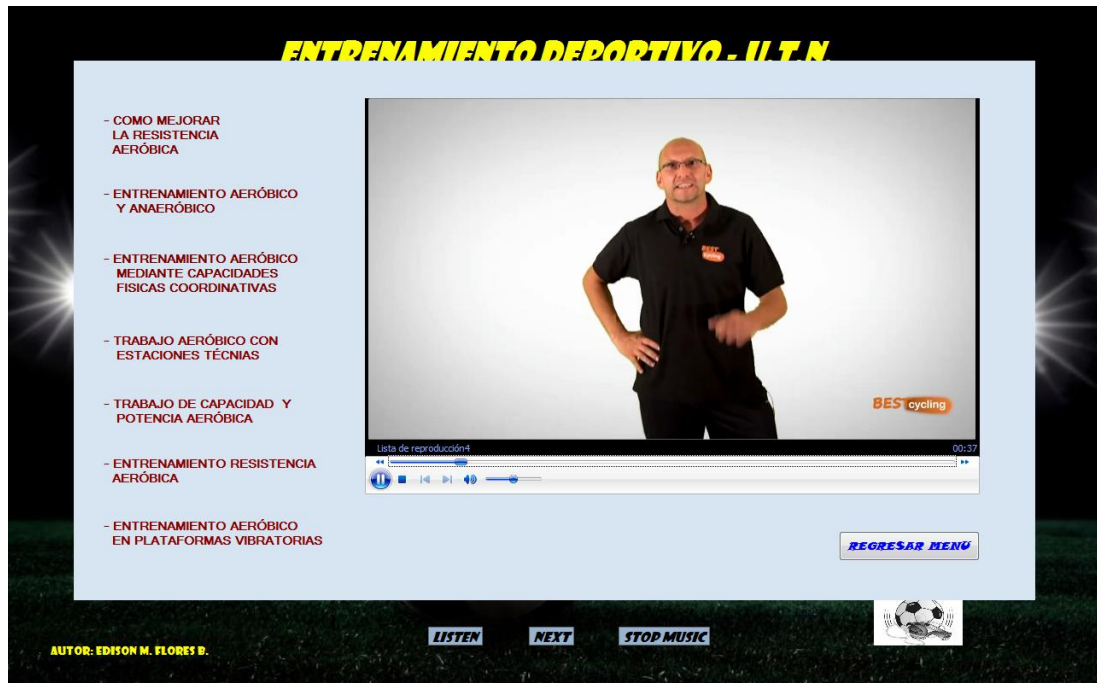 ENTRENAMIENTO DEPORTIVO - U.T.N.
- COMO MEJORAR
LA RESISTENCIA
AERÓBICA
- ENTRENAMIENTO AERÓBICO
Y ANAERÓBICO
- ENTRENAMIENTO AERÓBICO
MEDIANTE CAPACIDADES
FISICAS COORDINATIVAS
- TRABAJO AERÓBICO CON
ESTACIONES TÉCNIAS
- TRABAJO DE CAPACIDAD Y
POTENCIA AERÓBICA
- ENTRENAMIENTO RESISTENCIA
AERÓBICA
- ENTRENAMIENTO AERÓBICO
EN PLATAFORMAS VIBRATORIAS
BEST
cycling
BEST cycling
Lista de reproducción4 00:37
REGRESAR MENÚ
LISTEN NEXT STOP MUSIC
AUTOR: EDISON M. FLORES B.